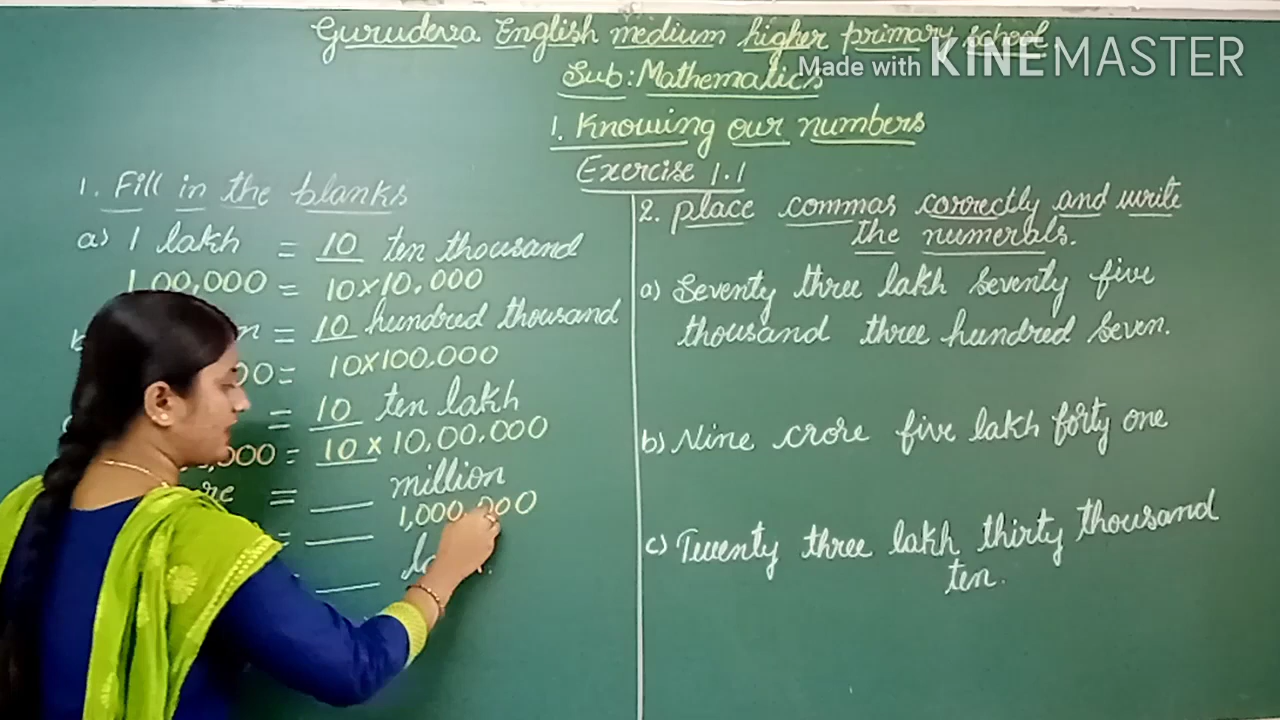 Gurudeva English medium higher primary school
Made with KINEMASTER
Sub: Mathematics
1. Knowing our numbers
Exercise 1.1
1. Fill in the blanks
a) 1 lakh = 10 ten thousand
1,00,000 = 10×10,000
= 10 hundred thousand
= 10×100,000
= 10 ten lakh
= 10 × 10,00,000
= ___ million
= ___ 1,000,000
___
2. place commas correctly and write
the numerals.
a) Seventy three lakh seventy five
thousand three hundred seven.
b) Nine crore five lakh forty one
c) Twenty three lakh thirty thousand
ten.